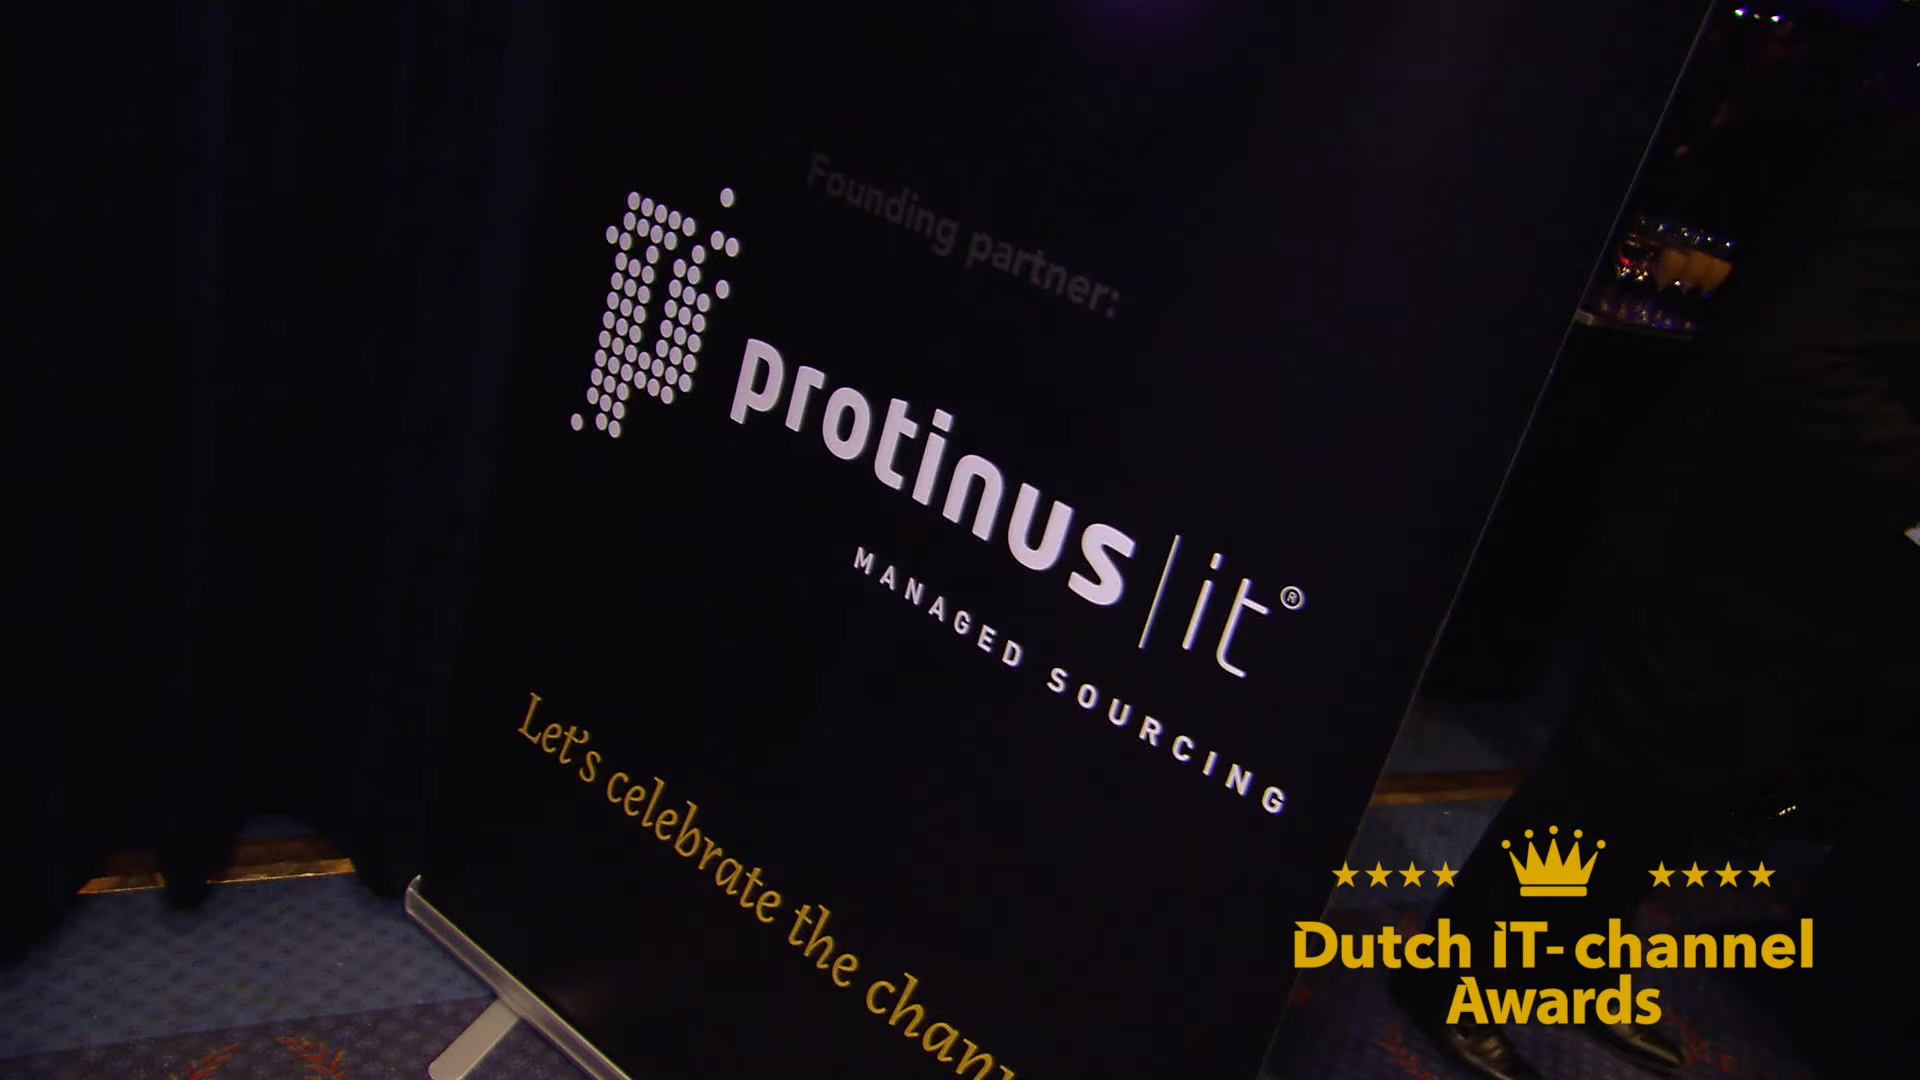 Founding partner:
protinus|it®
MANAGED SOURCING
Let's celebrate the
Dutch IT-channel
Awards